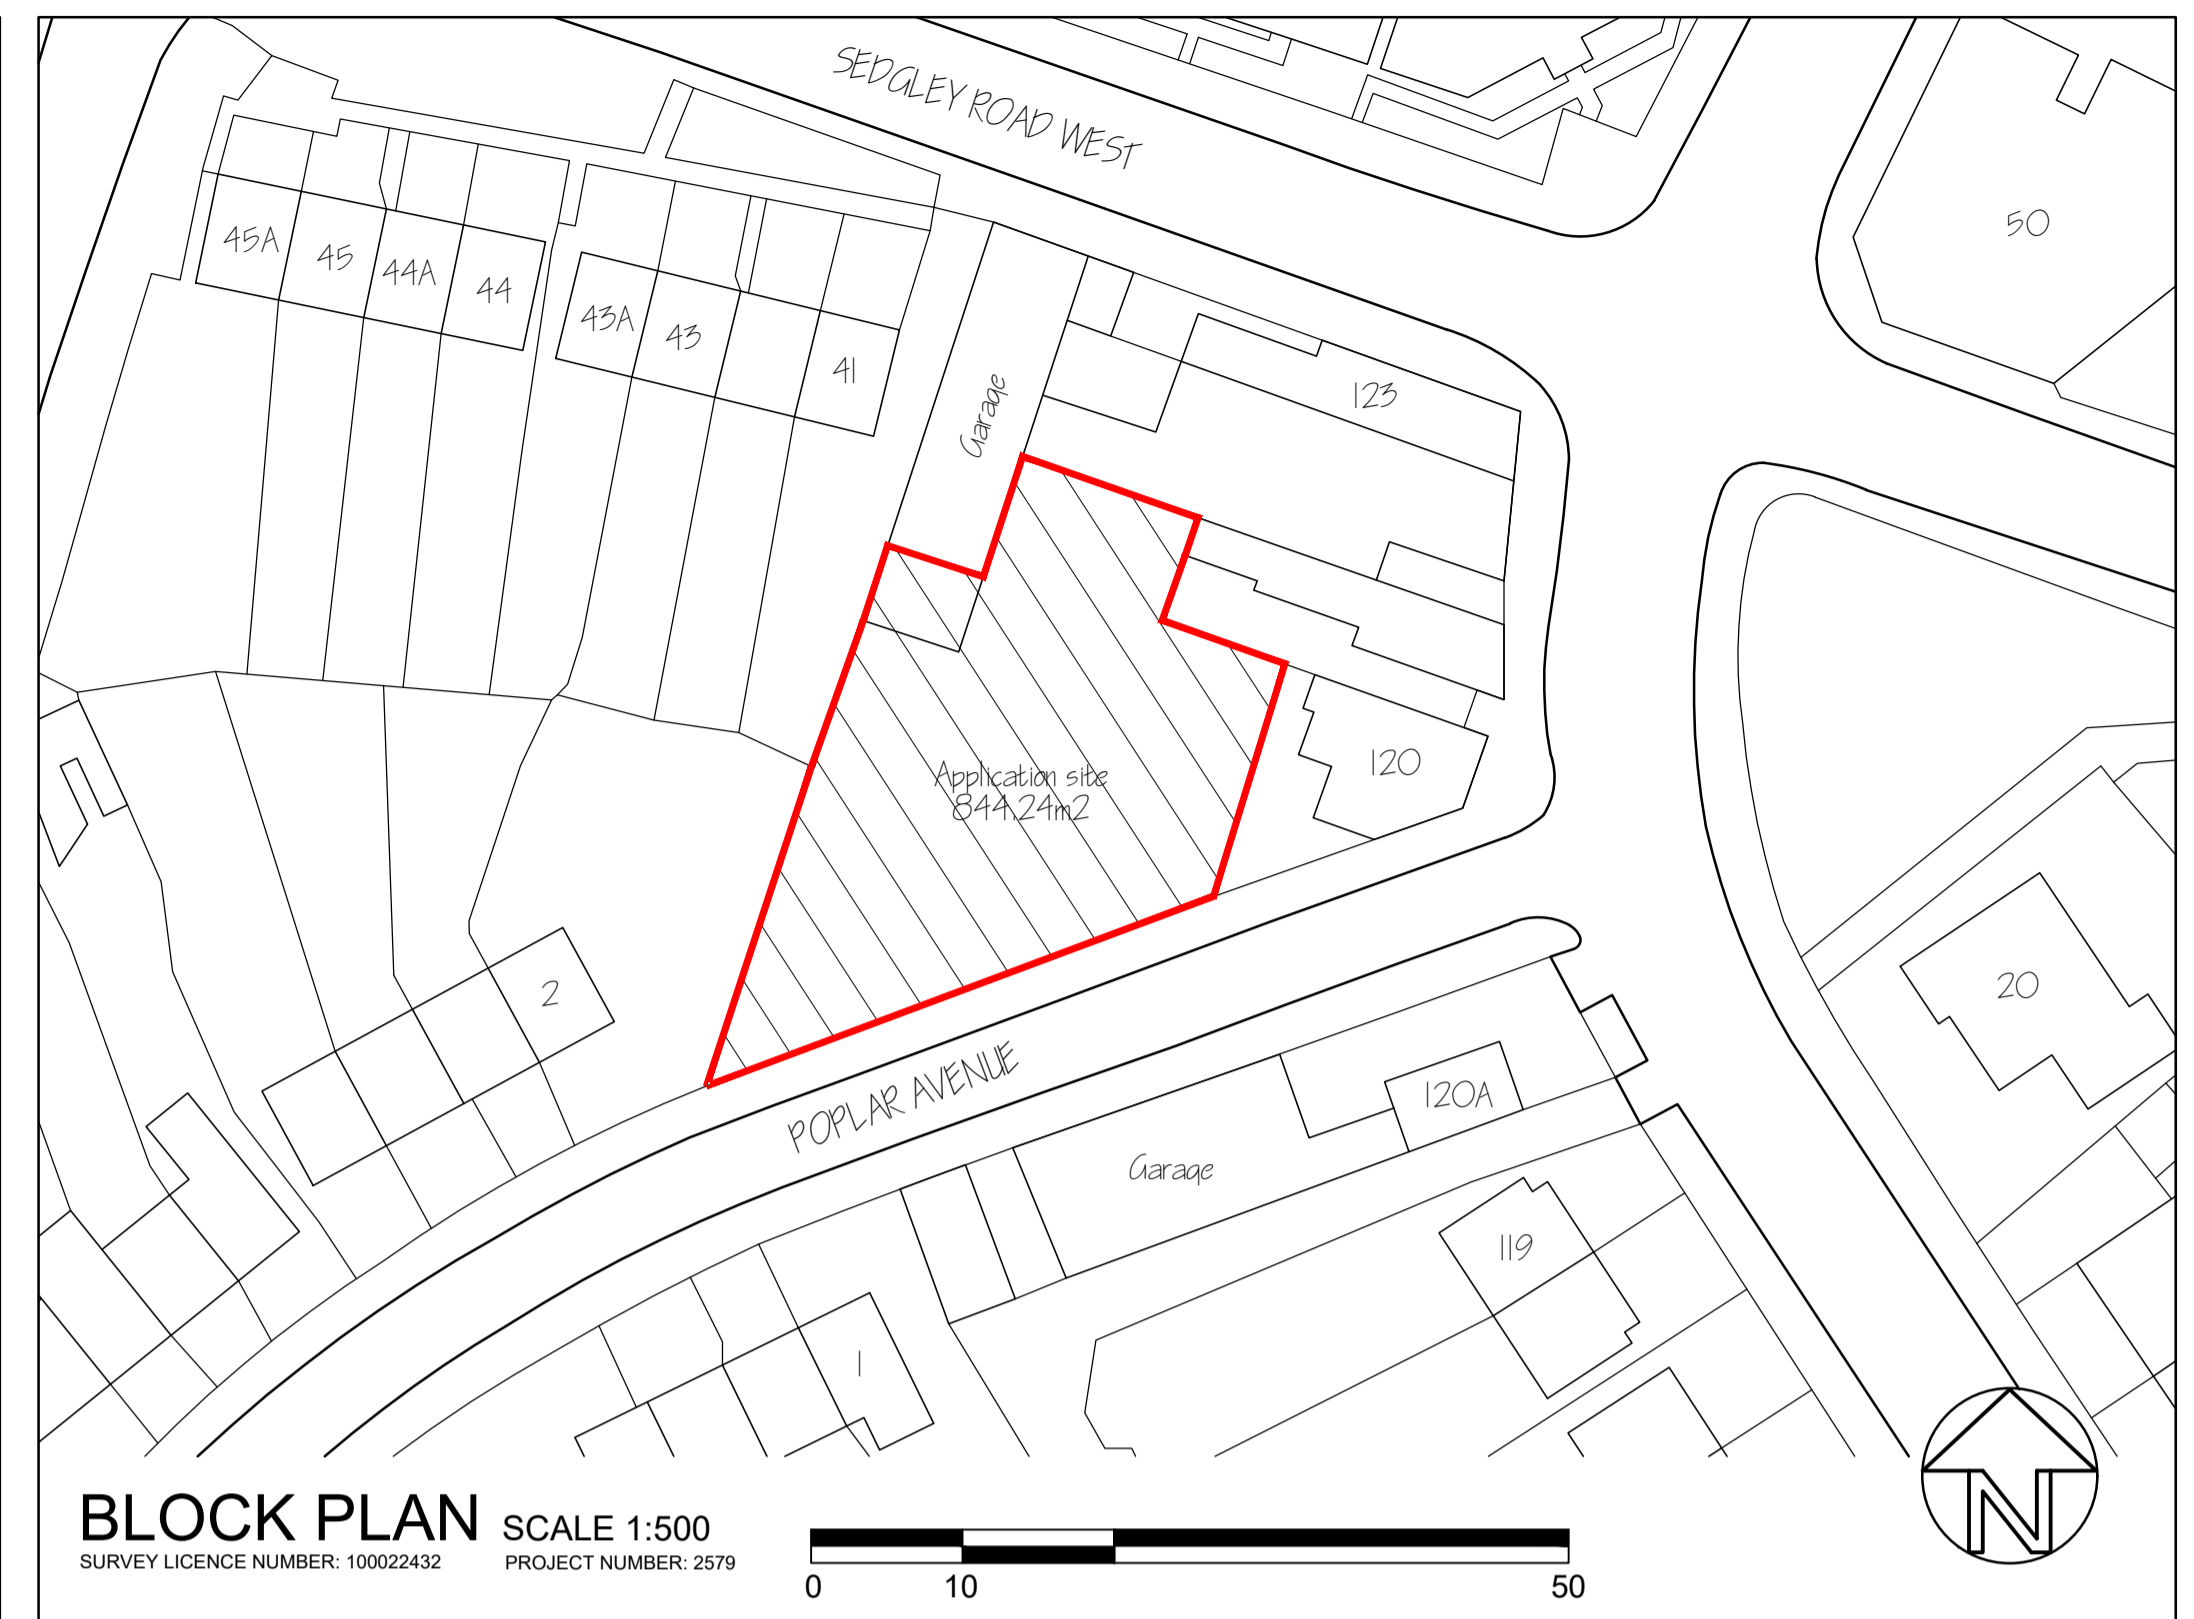 SEDGLEY ROAD WEST
50
45A
45
44A
44
43A
43
41
Garage
123
Application site
844.24m2
120
2
20
POPLAR AVENUE
120A
Garage
119
1
BLOCK PLAN SCALE 1:500
SURVEY LICENCE NUMBER: 100022432 PROJECT NUMBER: 2579
0 10 50
N